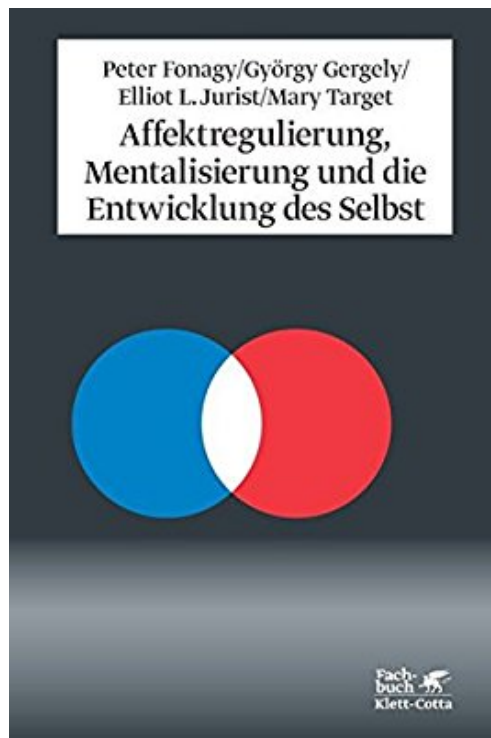 Peter Fonagy/György Gergely/
Elliot L. Jurist/Mary Target
Affektregulierung,
Mentalisierung und die
Entwicklung des Selbst
Fach-
buch
Klett-Cotta